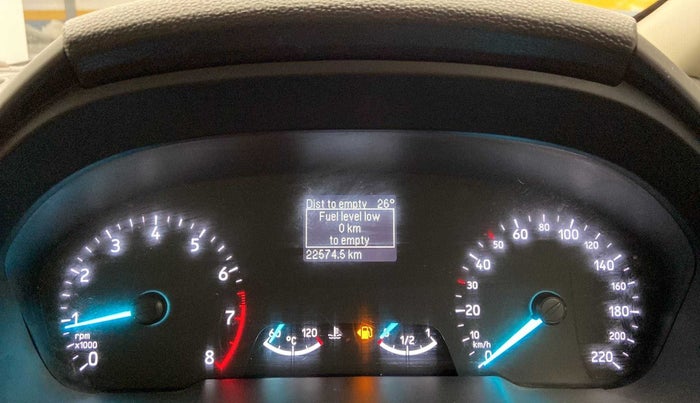 Dist to empty 26°
Fuel level low
0 km
to empty
22574.5 km
0 1 2 3 4 5 6 7 8
rpm
x1000
60 °C 120
0 1/2 1
0 10 20 30 40 50 60 80 100 120 140 160 180 200 220
km/h